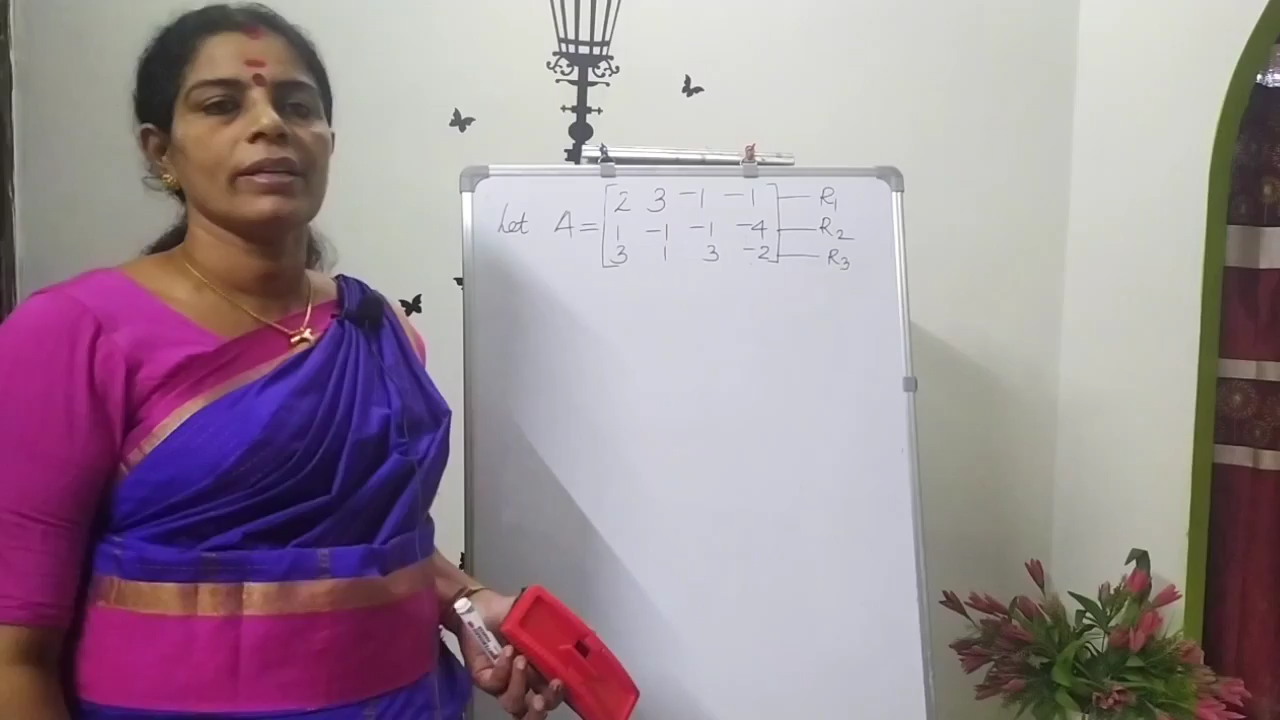 Let A = [2 3 -1 -1] — R1
[1 -1 -1 -4] — R2
[3 1 3 -2] — R3